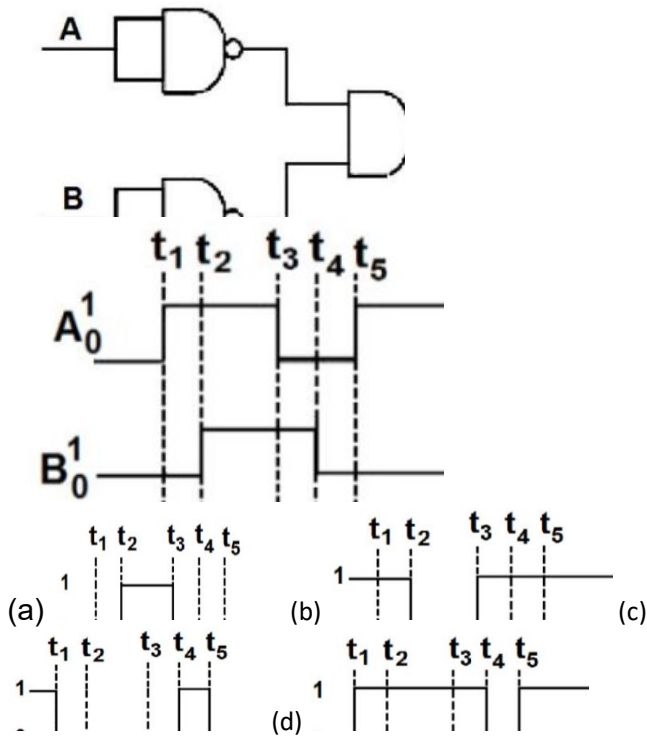 A
B
t1 t2 t3 t4 t5
A 1 0
B 1 0
t1 t2 t3 t4 t5
t1 t2 t3 t4 t5
(a) 1 (b) 1 (c)
t1 t2 t3 t4 t5
t1 t2 t3 t4 t5
1 (d) 1